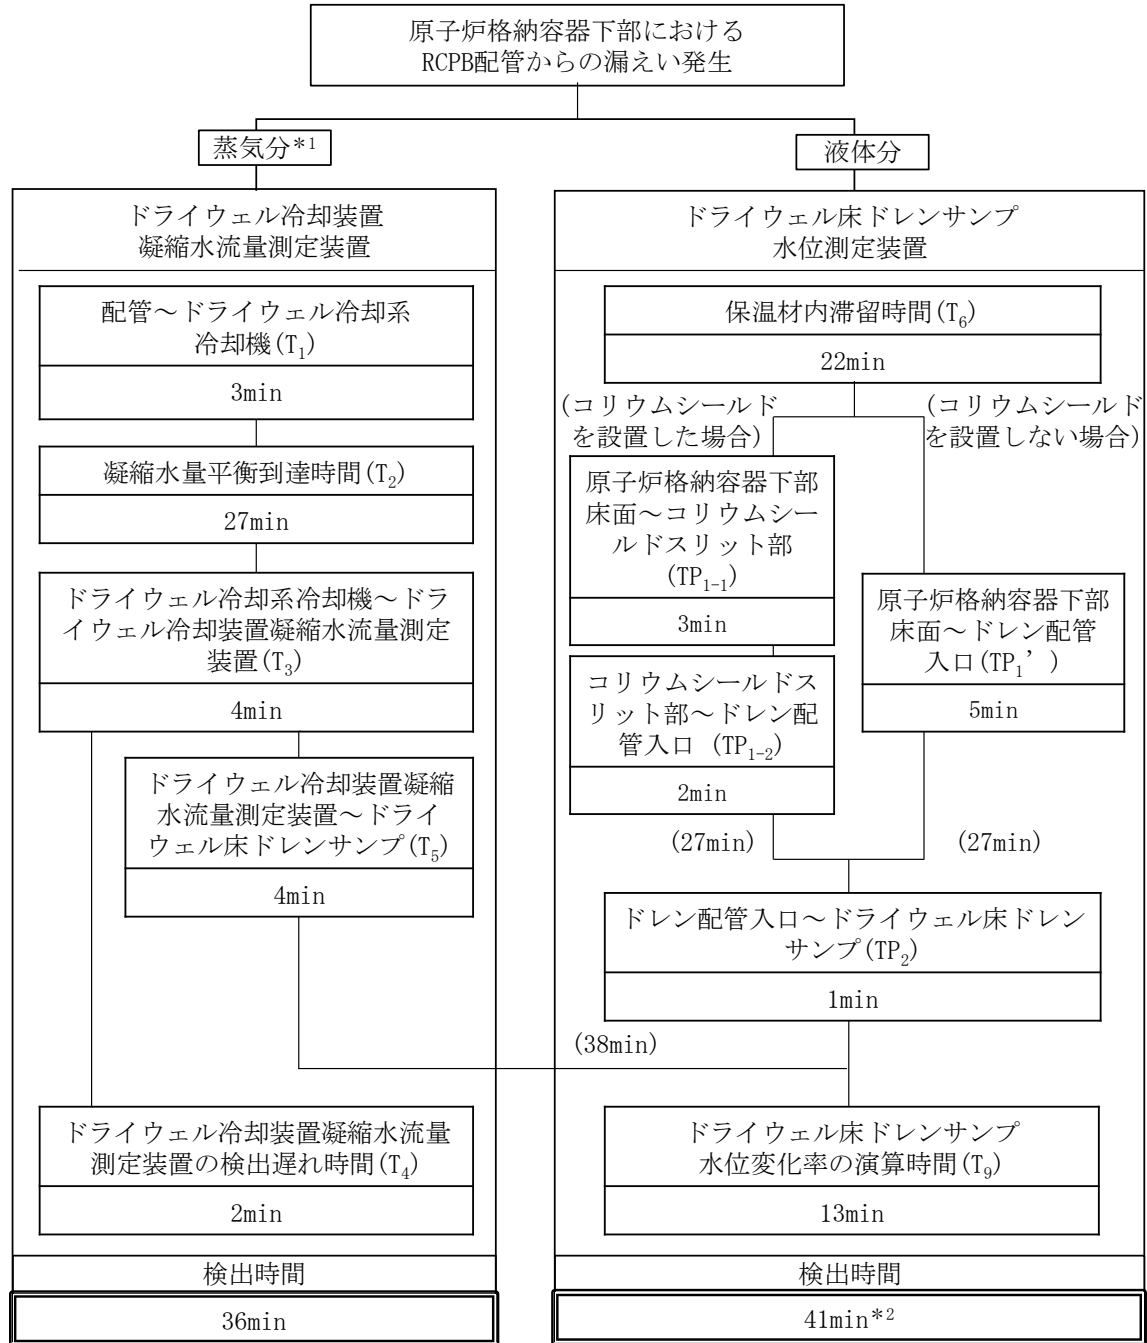 原子炉格納容器下部における
RCPB配管からの漏えい発生
蒸気分*1
ドライウェル冷却装置
凝縮水流量測定装置
配管～ドライウェル冷却系
冷却機(T1)
3min
凝縮水量平衡到達時間(T2)
27min
ドライウェル冷却系冷却機～ドラ
イウェル冷却装置凝縮水流量測定
装置(T3)
4min
ドライウェル冷却装置凝縮
水流量測定装置～ドライ
ウェル床ドレンサンプ(T5)
4min
ドライウェル冷却装置凝縮水流量
測定装置の検出遅れ時間(T4)
2min
検出時間
36min
液体分
ドライウェル床ドレンサンプ
水位測定装置
保温材内滞留時間(T6)
22min
(コリウムシールド
を設置した場合)
(コリウムシールド
を設置しない場合)
原子炉格納容器下部
床面～コリウムシー
ルドスリット部
(TP1-1)
3min
コリウムシールドス
リット部～ドレン配
管入口 (TP1-2)
2min
原子炉格納容器下部
床面～ドレン配管
入口(TP1’)
5min
(27min)
(27min)
ドレン配管入口～ドライウェル床ドレン
サンプ(TP2)
1min
(38min)
ドライウェル床ドレンサンプ
水位変化率の演算時間(T9)
13min
検出時間
41min*2